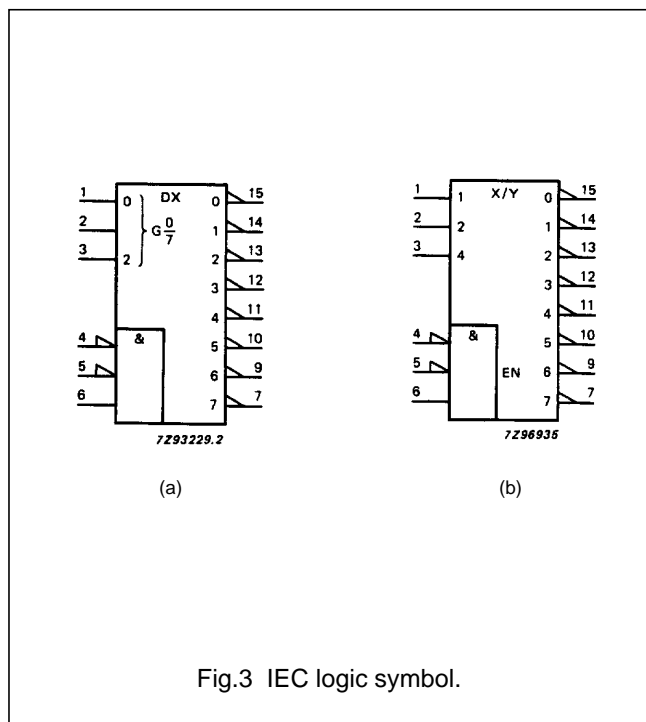 1 0 DX 0 15
2 G 0/7 1 14
3 2 2 13
3 12
4 11
4 & 5 10
5 6 9
6 7 7
7Z93229.2
(a)
1 1 X/Y 0 15
2 2 1 14
3 4 2 13
3 12
4 11
4 & 5 10
5 EN 6 9
6 7 7
7Z96935
(b)
Fig.3 IEC logic symbol.